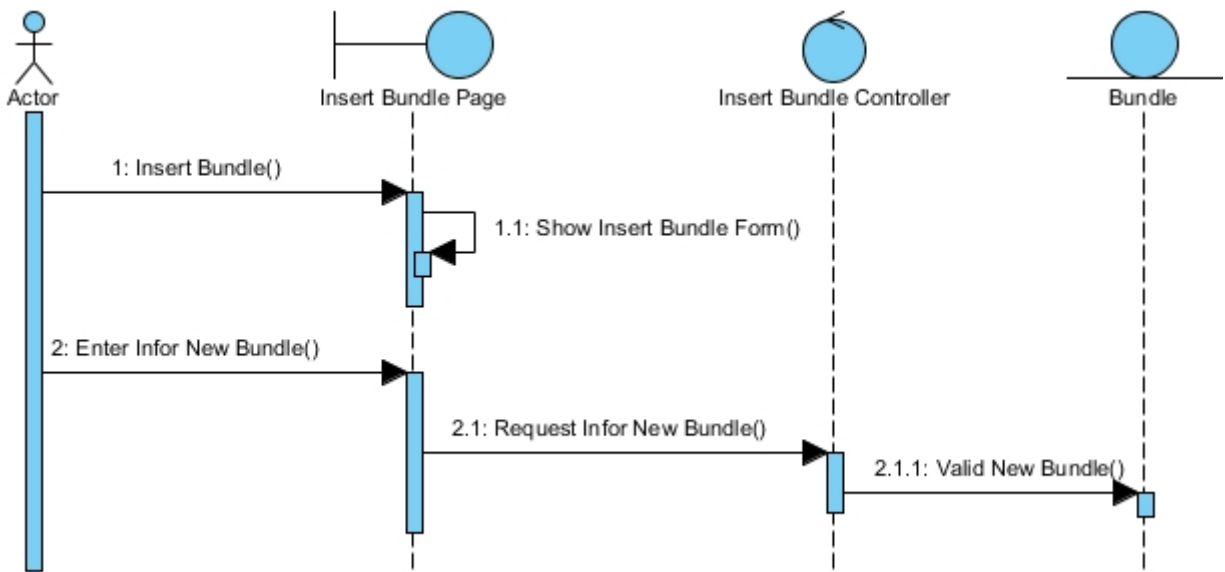 Actor
Insert Bundle Page
Insert Bundle Controller
Bundle
1: Insert Bundle()
1.1: Show Insert Bundle Form()
2: Enter Infor New Bundle()
2.1: Request Infor New Bundle()
2.1.1: Valid New Bundle()